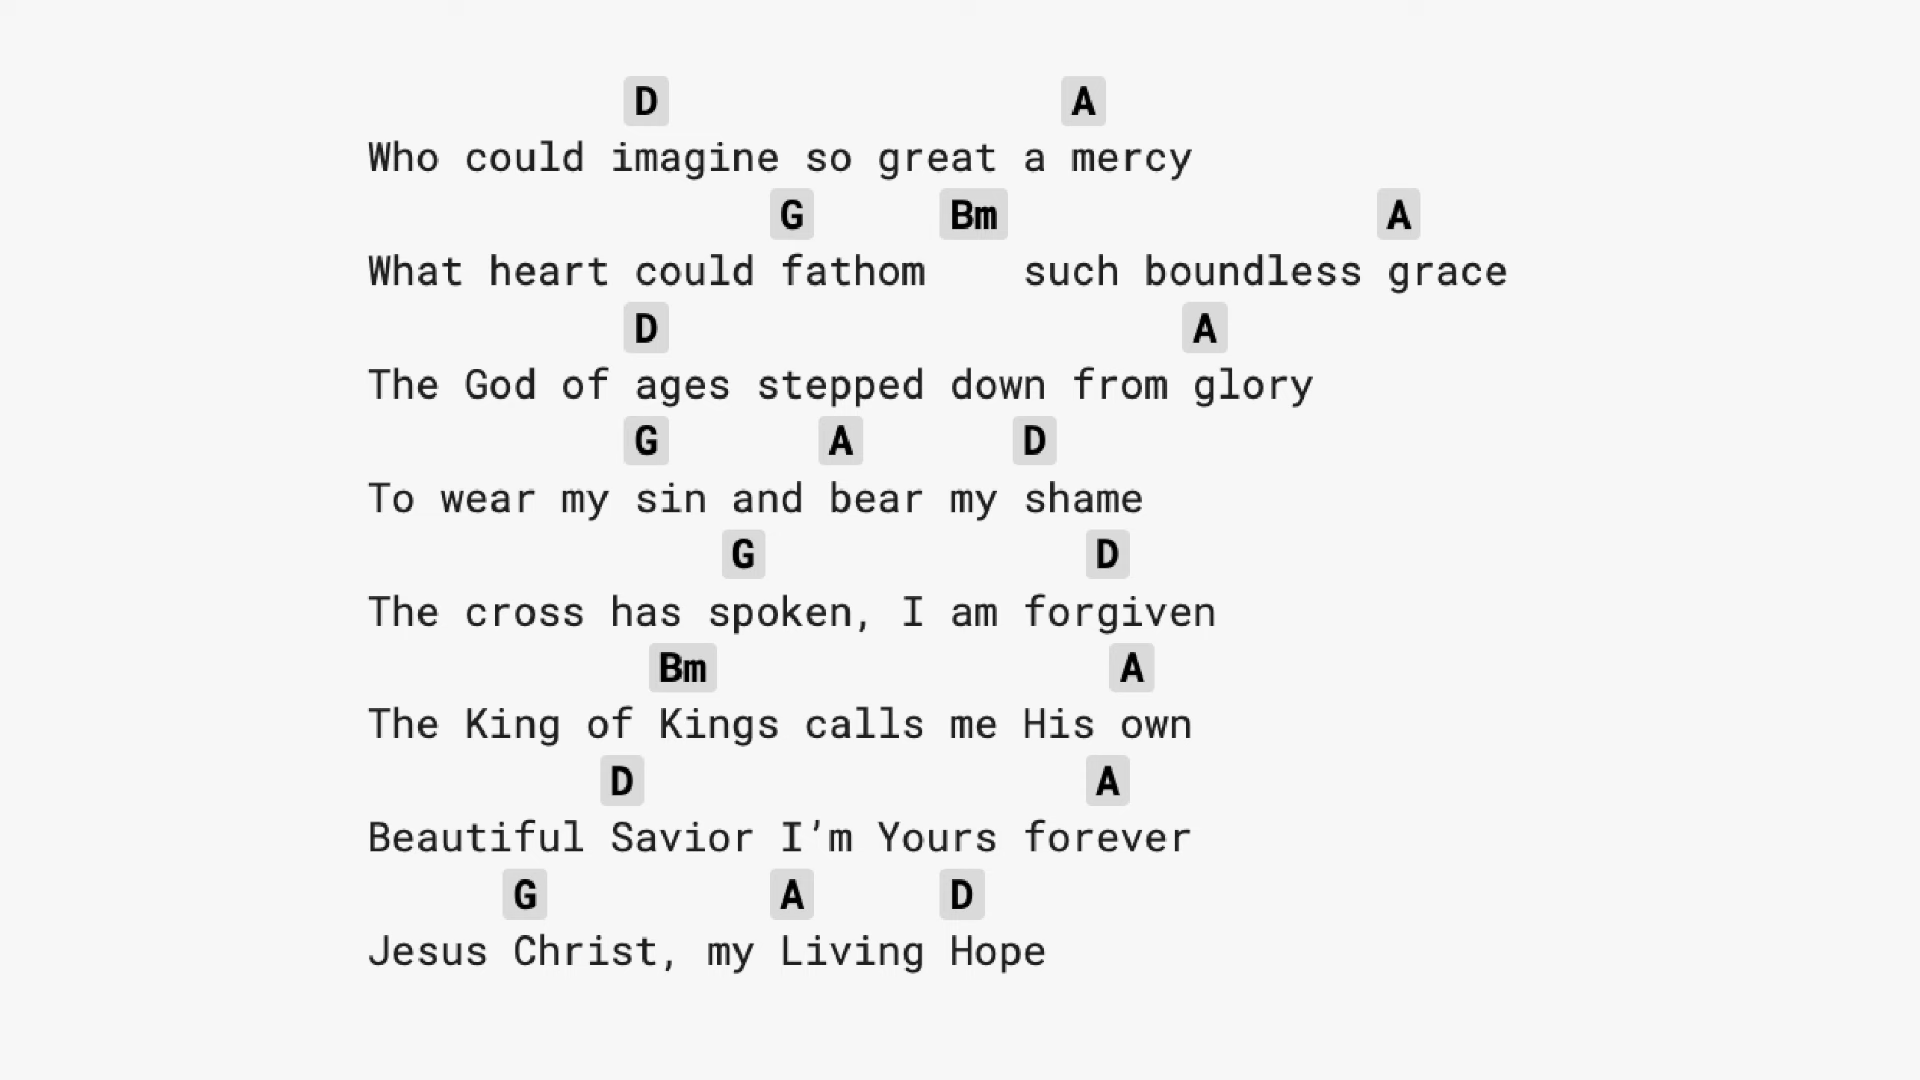 D A
Who could imagine so great a mercy
G Bm A
What heart could fathom such boundless grace
D A
The God of ages stepped down from glory
G A D
To wear my sin and bear my shame
G D
The cross has spoken, I am forgiven
Bm A
The King of Kings calls me His own
D A
Beautiful Savior I’m Yours forever
G A D
Jesus Christ, my Living Hope